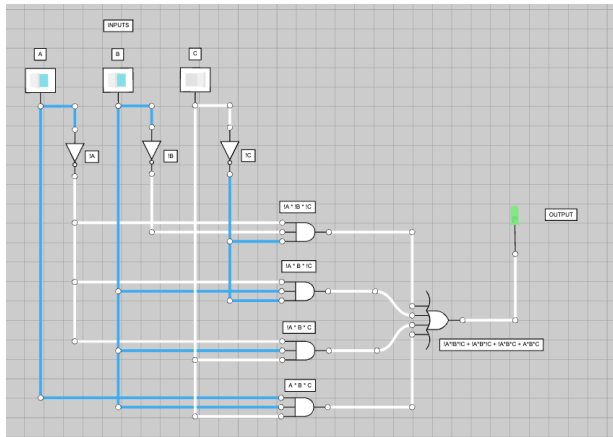 INPUTS
A
B
C
!A
!B
!C
!A * !B * !C
!A * B * !C
!A * B * C
A * B * C
OUTPUT
!A*!B*!C + !A*B*!C + !A*B*C + A*B*C